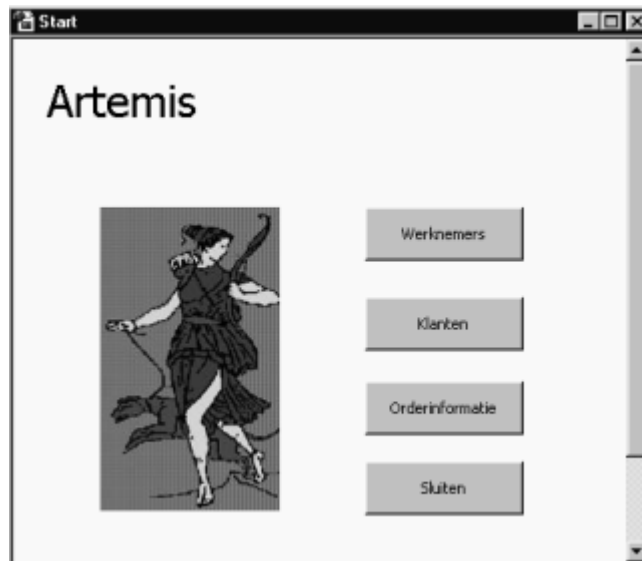 Start
Artemis
Werknemers
Klanten
Orderinformatie
Sluiten